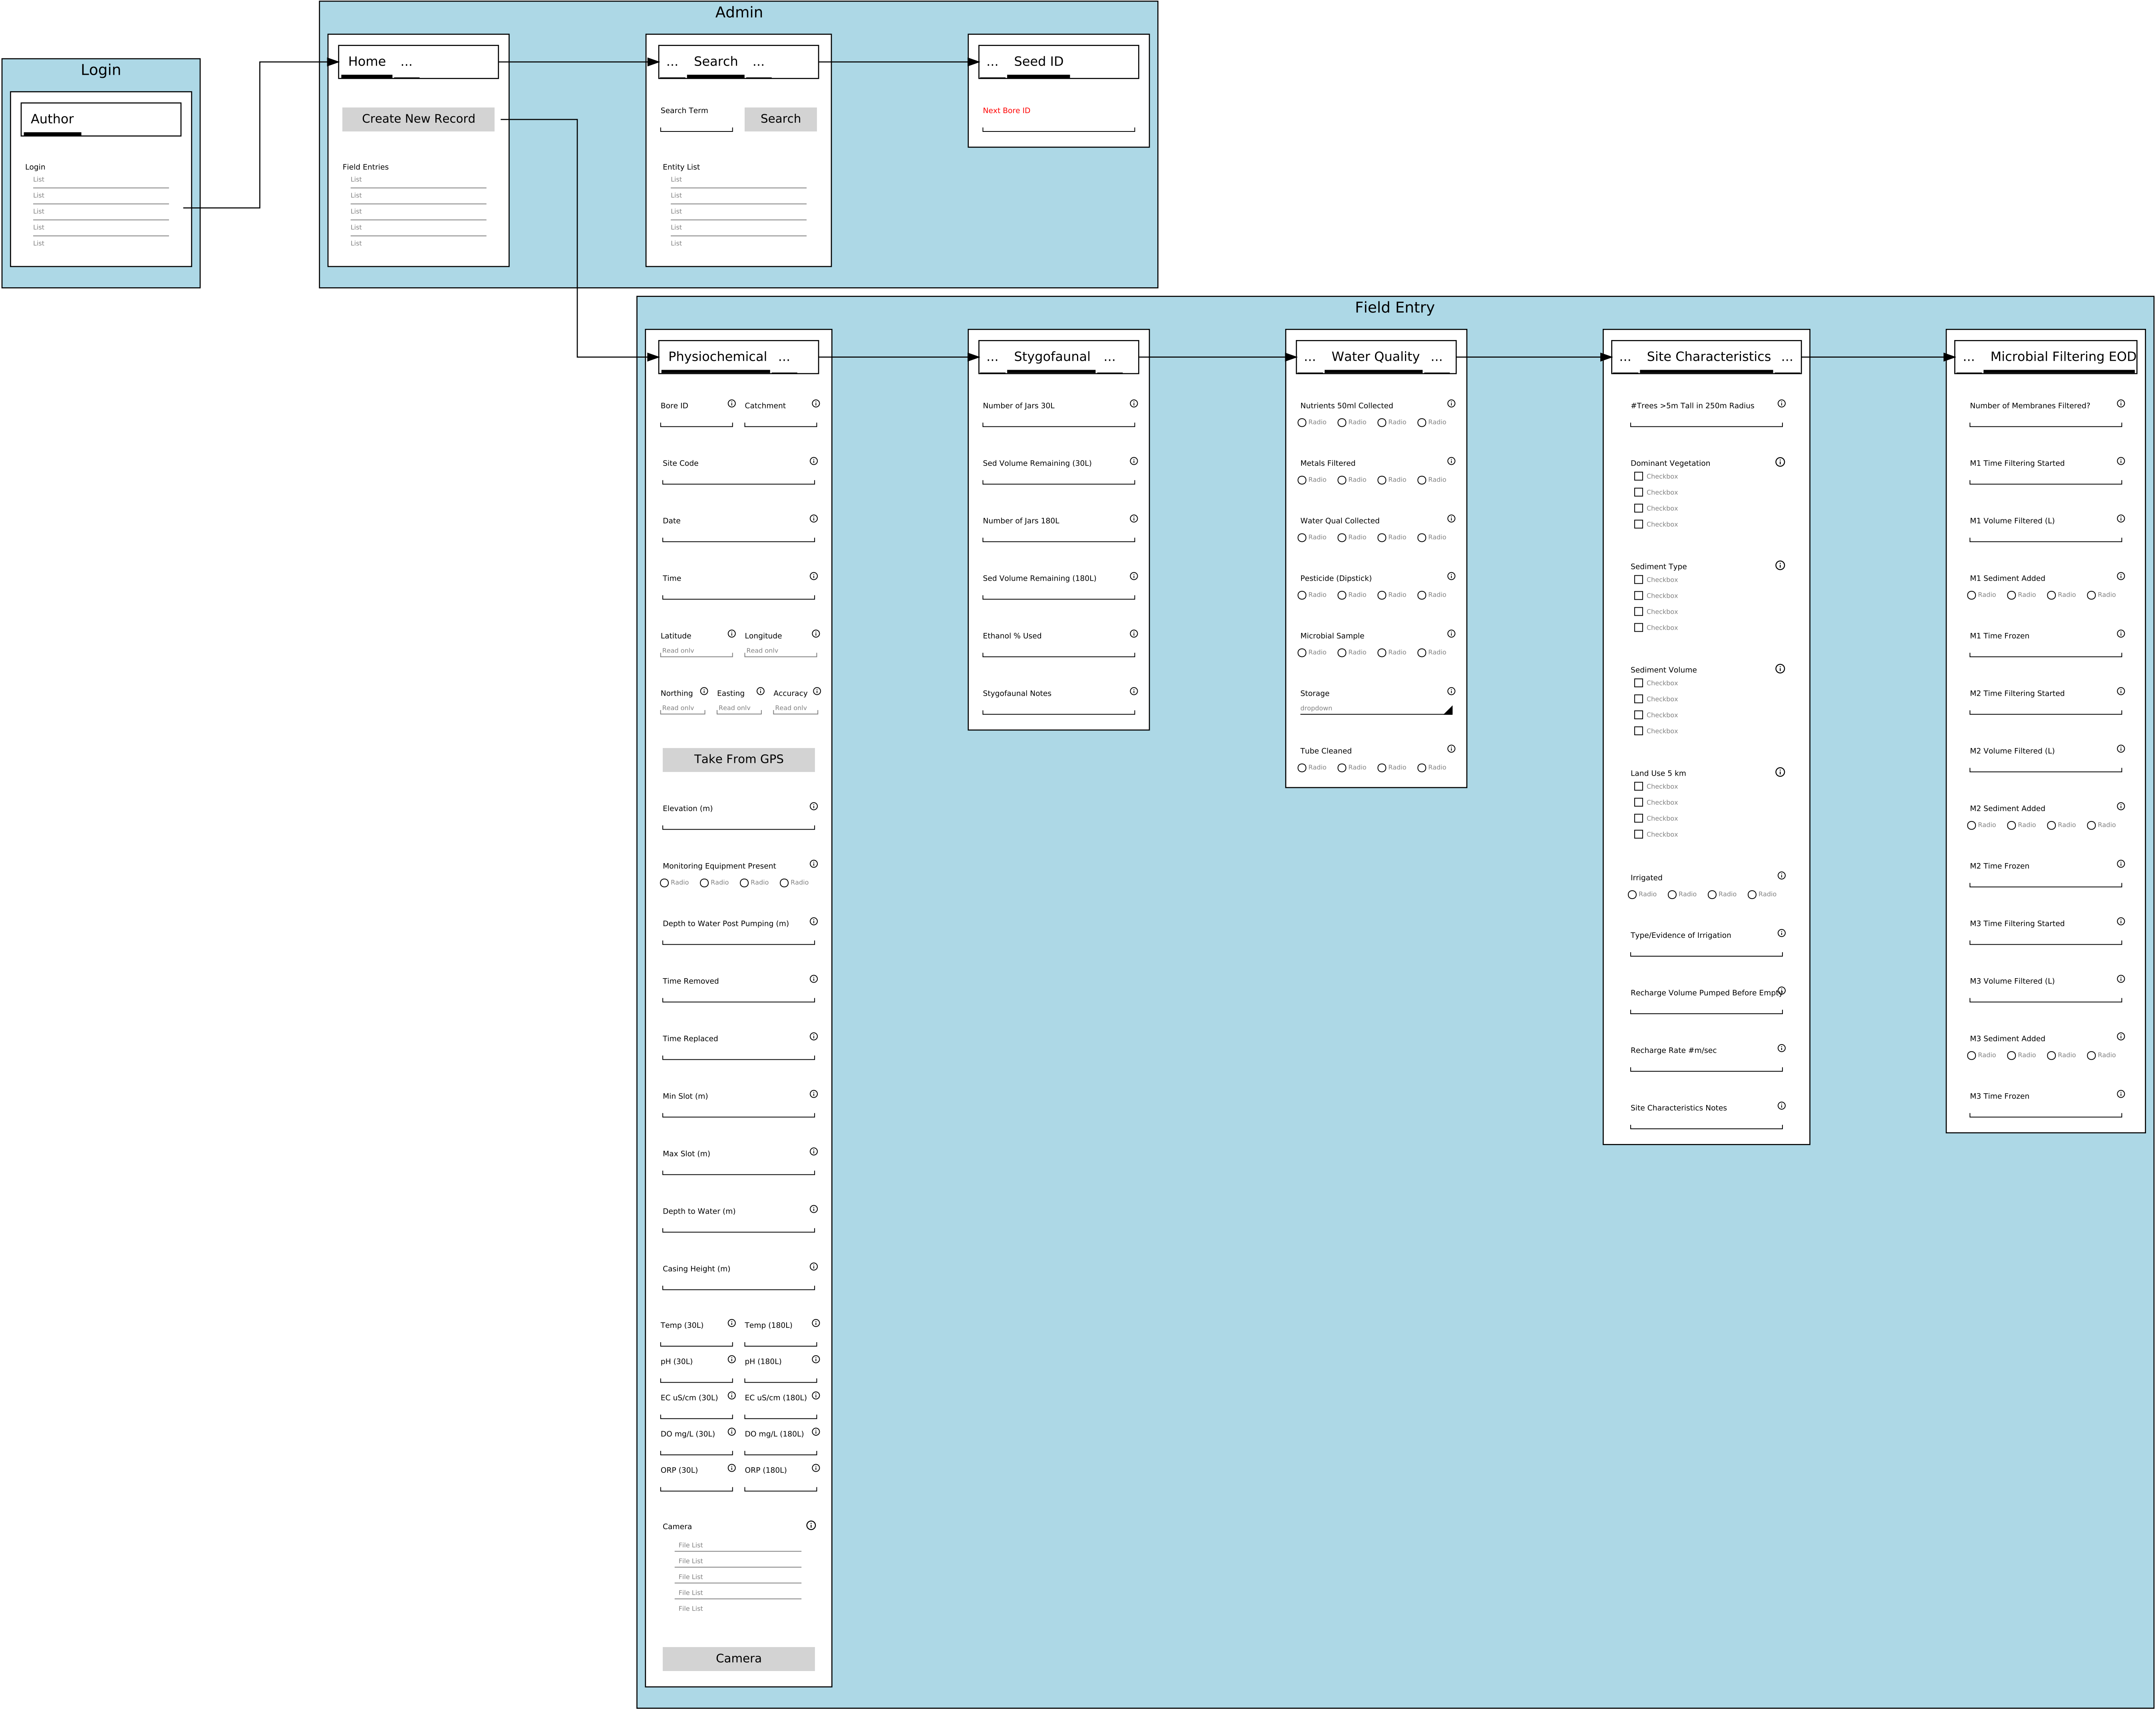 Login
Author
Login
List
List
List
List
List
Admin
Home ...
Create New Record
Field Entries
List
List
List
List
List
... Search ...
Search Term
Search
Entity List
List
List
List
List
List
... Seed ID
Next Bore ID
Field Entry
Physiochemical ...
Bore ID Catchment
Site Code
Date
Time
Latitude Longitude
Read only Read only
Northing Easting Accuracy
Read only Read only Read only
Take From GPS
Elevation (m)
Monitoring Equipment Present
Radio Radio Radio Radio
Depth to Water Post Pumping (m)
Time Removed
Time Replaced
Min Slot (m)
Max Slot (m)
Depth to Water (m)
Casing Height (m)
Temp (30L) Temp (180L)
pH (30L) pH (180L)
EC uS/cm (30L) EC uS/cm (180L)
DO mg/L (30L) DO mg/L (180L)
ORP (30L) ORP (180L)
Camera
File List
File List
File List
File List
File List
Camera
... Stygofaunal ...
Number of Jars 30L
Sed Volume Remaining (30L)
Number of Jars 180L
Sed Volume Remaining (180L)
Ethanol % Used
Stygofaunal Notes
... Water Quality ...
Nutrients 50ml Collected
Radio Radio Radio Radio
Metals Filtered
Radio Radio Radio Radio
Water Qual Collected
Radio Radio Radio Radio
Pesticide (Dipstick)
Radio Radio Radio Radio
Microbial Sample
Radio Radio Radio Radio
Storage
dropdown
Tube Cleaned
Radio Radio Radio Radio
... Site Characteristics ...
#Trees >5m Tall in 250m Radius
Dominant Vegetation
Checkbox
Checkbox
Checkbox
Checkbox
Sediment Type
Checkbox
Checkbox
Checkbox
Checkbox
Sediment Volume
Checkbox
Checkbox
Checkbox
Checkbox
Land Use 5 km
Checkbox
Checkbox
Checkbox
Checkbox
Irrigated
Radio Radio Radio Radio
Type/Evidence of Irrigation
Recharge Volume Pumped Before Empty
Recharge Rate #m/sec
Site Characteristics Notes
... Microbial Filtering EOD
Number of Membranes Filtered?
M1 Time Filtering Started
M1 Volume Filtered (L)
M1 Sediment Added
Radio Radio Radio Radio
M1 Time Frozen
M2 Time Filtering Started
M2 Volume Filtered (L)
M2 Sediment Added
Radio Radio Radio Radio
M2 Time Frozen
M3 Time Filtering Started
M3 Volume Filtered (L)
M3 Sediment Added
Radio Radio Radio Radio
M3 Time Frozen